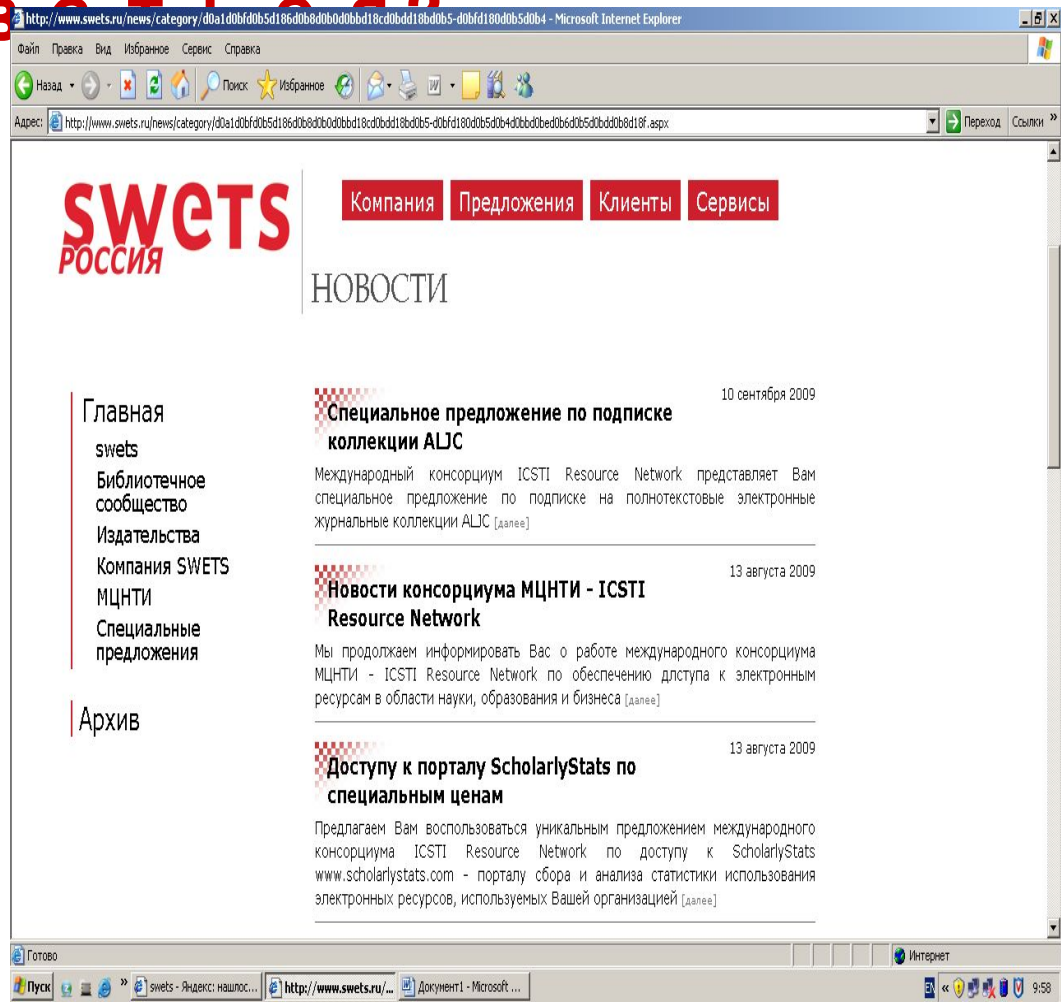 http://www.swets.ru/news/category/d0a1d0bfd0b5d186d0b8d0b0d0bbd18cd0bdd18bd0b5-d0bfd180d0b5d0b4 - Microsoft Internet Explorer
Файл Правка Вид Избранное Сервис Справка
Назад Поиск Избранное
Адрес: http://www.swets.ru/news/category/d0a1d0bfd0b5d186d0b8d0b0d0bbd18cd0bdd18bd0b5-d0bfd180d0b5d0b4d0bbd0bed0b6d0b5d0bdd0b8d18f.aspx Переход Ссылки »
swets
РОССИЯ
Компания Предложения Клиенты Сервисы
НОВОСТИ
Главная
swets
Библиотечное
сообщество
Издательства
Компания SWETS
МЦНТИ
Специальные
предложения
Архив
10 сентября 2009
Специальное предложение по подписке
коллекции ALJC
Международный консорциум ICSTI Resource Network представляет Вам
специальное предложение по подписке на полнотекстовые электронные
журнальные коллекции ALJC [далее]
13 августа 2009
Новости консорциума МЦНТИ - ICSTI
Resource Network
Мы продолжаем информировать Вас о работе международного консорциума
МЦНТИ - ICSTI Resource Network по обеспечению длступа к электронным
ресурсам в области науки, образования и бизнеса [далее]
13 августа 2009
Доступу к порталу ScholarlyStats по
специальным ценам
Предлагаем Вам воспользоваться уникальным предложением международного
консорциума ICSTI Resource Network по доступу к ScholarlyStats
www.scholarlystats.com - порталу сбора и анализа статистики использования
электронных ресурсов, используемых Вашей организацией [далее]
Готово Интернет
Пуск » swets - Яндекс: нашлос... http://www.swets.ru/... Документ1 - Microsoft ... EN « 9:58